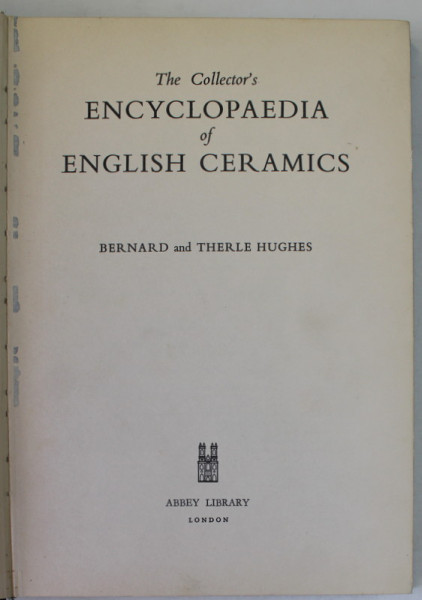 The Collector's
ENCYCLOPAEDIA
of
ENGLISH CERAMICS
BERNARD and THERLE HUGHES
ABBEY LIBRARY
LONDON